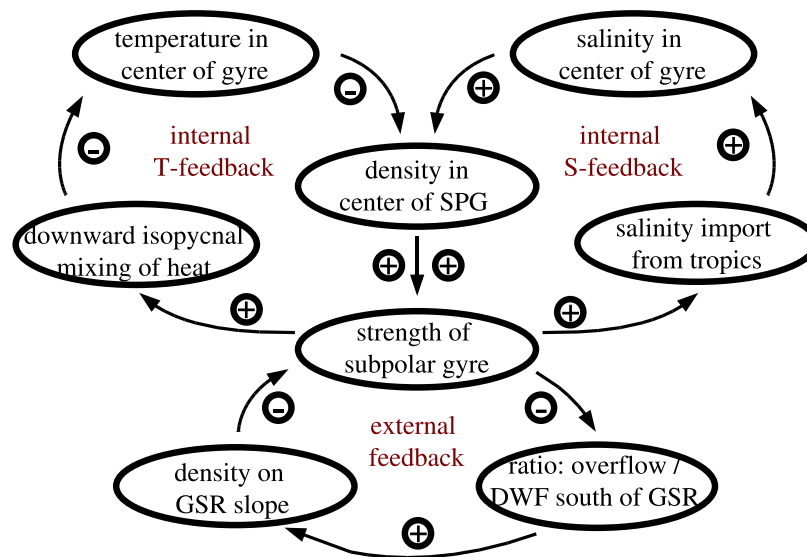 temperature in
center of gyre
salinity in
center of gyre
-
+
internal
T-feedback
internal
S-feedback
-
+
density in
center of SPG
downward isopycnal
mixing of heat
salinity import
from tropics
+ +
+
+
strength of
subpolar gyre
-
-
external
feedback
density on
GSR slope
ratio: overflow /
DWF south of GSR
+